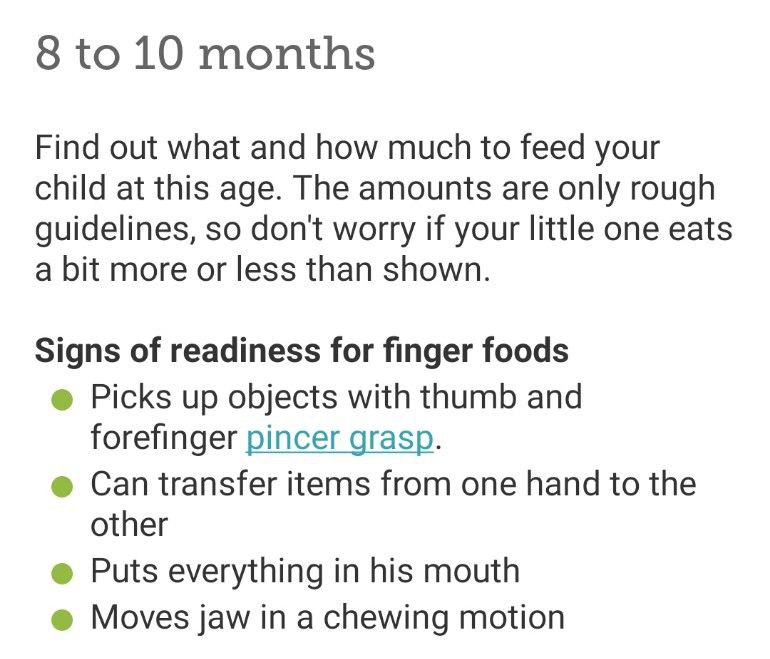 8 to 10 months
Find out what and how much to feed your
child at this age. The amounts are only rough
guidelines, so don't worry if your little one eats
a bit more or less than shown.
Signs of readiness for finger foods
Picks up objects with thumb and
forefinger pincer grasp.
Can transfer items from one hand to the
other
Puts everything in his mouth
Moves jaw in a chewing motion